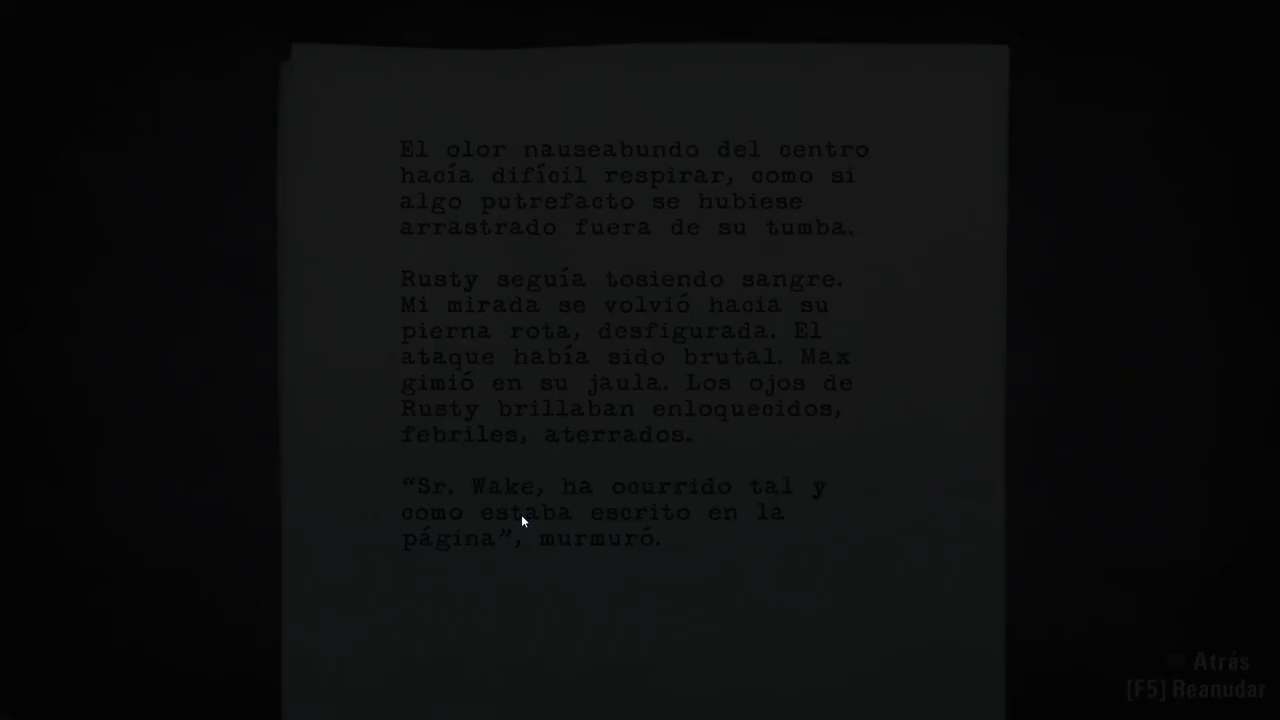 El olor nauseabundo del centro
hacía difícil respirar, como si
algo putrefacto se hubiese
arrastrado fuera de su tumba.
Rusty seguía tosiendo sangre.
Mi mirada se volvió hacia su
pierna rota, desfigurada. El
ataque había sido brutal. Max
gimió en su jaula. Los ojos de
Rusty brillaban enloquecidos,
febriles, aterrados.
“Sr. Wake, ha ocurrido tal y
como estaba escrito en la
página”, murmuró.
Atrás
[F5] Reanudar